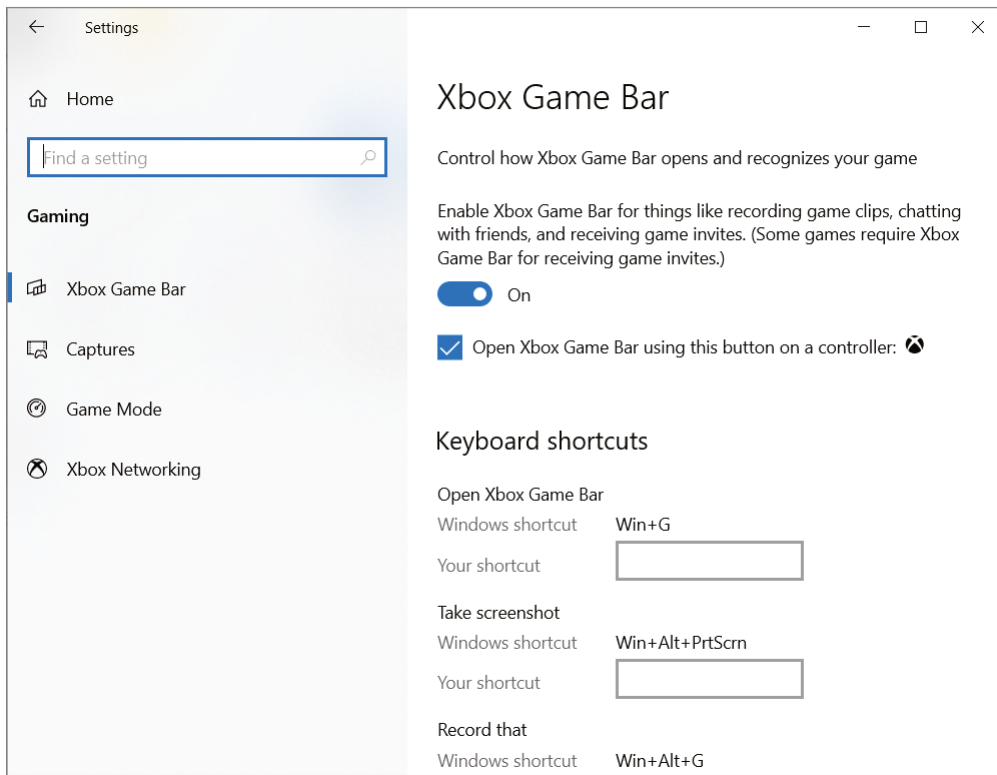 Settings
Home
Find a setting
Gaming
Xbox Game Bar
Captures
Game Mode
Xbox Networking
Xbox Game Bar
Control how Xbox Game Bar opens and recognizes your game
Enable Xbox Game Bar for things like recording game clips, chatting
with friends, and receiving game invites. (Some games require Xbox
Game Bar for receiving game invites.)
On
Open Xbox Game Bar using this button on a controller:
Keyboard shortcuts
Open Xbox Game Bar
Windows shortcut Win+G
Your shortcut
Take screenshot
Windows shortcut Win+Alt+PrtScrn
Your shortcut
Record that
Windows shortcut Win+Alt+G